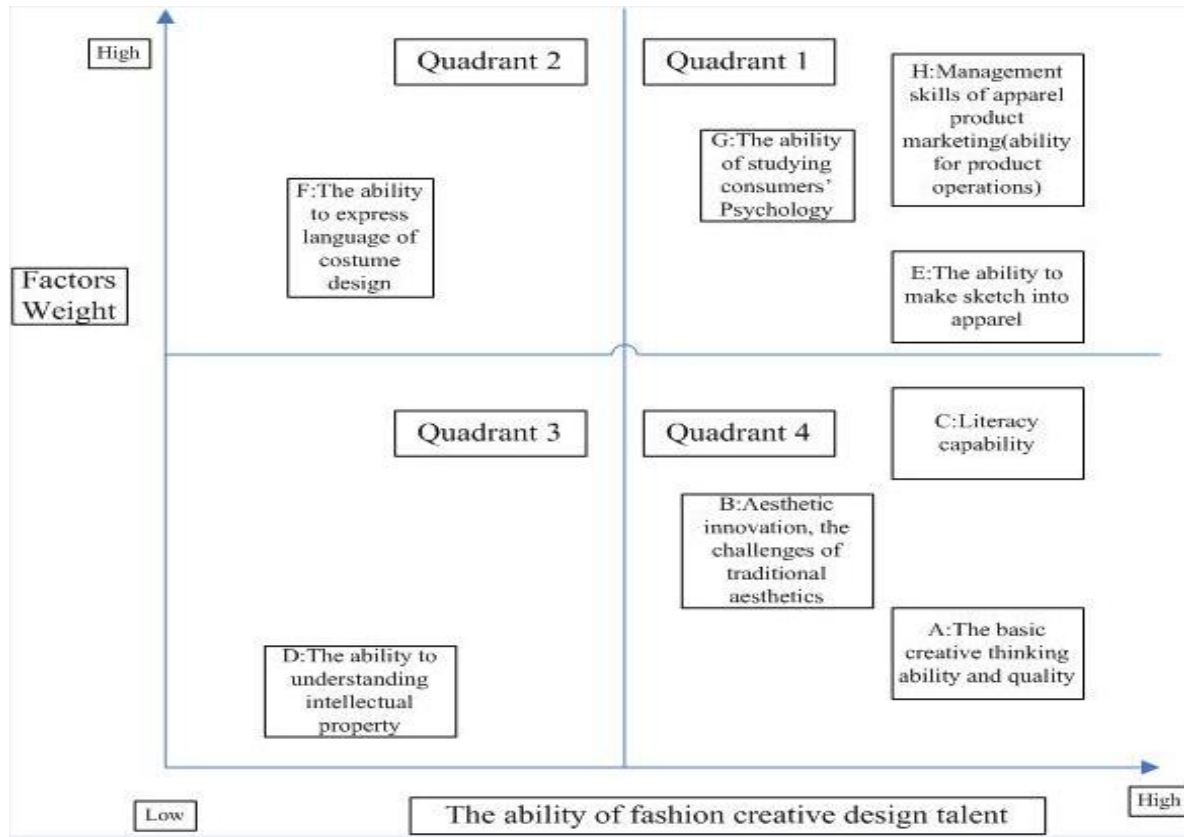 High
Quadrant 2
Quadrant 1
H:Management
skills of apparel
product
marketing(ability
for product
operations)
G:The ability
of studying
consumers'
Psychology
F:The ability
to express
language of
costume
design
Factors
Weight
E:The ability to
make sketch into
apparel
Quadrant 3
Quadrant 4
C:Literacy
capability
B:Aesthetic
innovation, the
challenges of
traditional
aesthetics
A:The basic
creative thinking
ability and quality
D:The ability to
understanding
intellectual
property
Low
The ability of fashion creative design talent
High